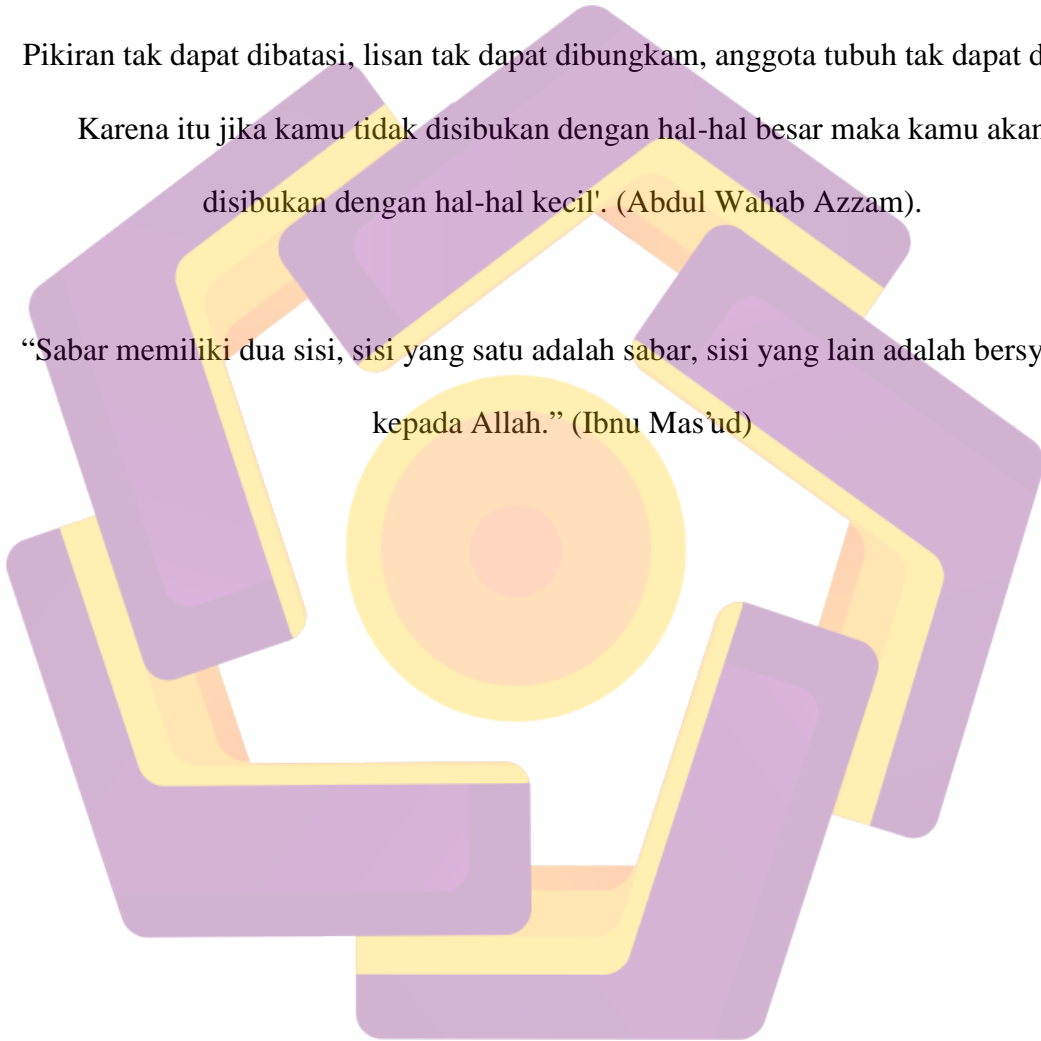 Pikiran tak dapat dibatasi, lisan tak dapat dibungkam, anggota tubuh tak dapat
Karena itu jika kamu tidak disibukan dengan hal-hal besar maka kamu akan
disibukan dengan hal-hal kecil'. (Abdul Wahab Azzam).
“Sabar memiliki dua sisi, sisi yang satu adalah sabar, sisi yang lain adalah
kepada Allah.” (Ibnu Mas’ud)